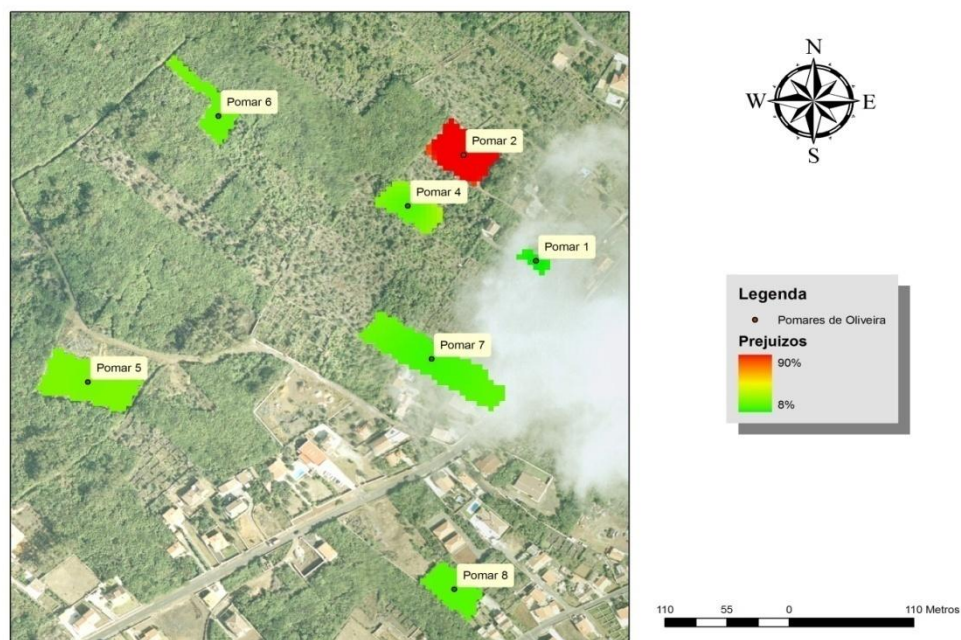 Pomar 6
Pomar 2
Pomar 4
Pomar 1
Pomar 7
Pomar 5
Pomar 8
N
W
E
S
Legenda
Pomares de Oliveira
Prejuizos
90%
8%
110 55 0 110 Metros